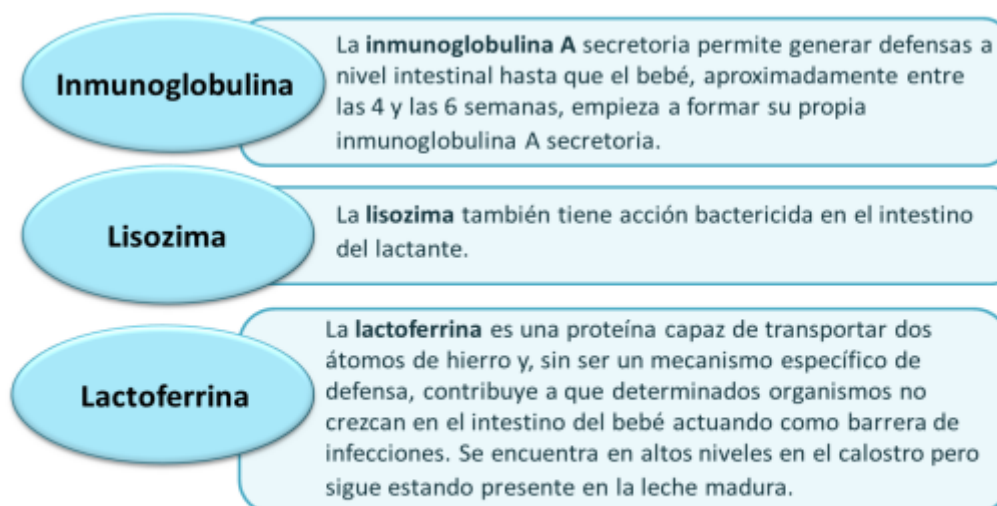 Inmunoglobulina
La inmunoglobulina A secretoria permite generar defensas a
nivel intestinal hasta que el bebé, aproximadamente entre
las 4 y las 6 semanas, empieza a formar su propia
inmunoglobulina A secretoria.
Lisozima
La lisozima también tiene acción bactericida en el intestino
del lactante.
Lactoferrina
La lactoferrina es una proteína capaz de transportar dos
átomos de hierro y, sin ser un mecanismo específico de
defensa, contribuye a que determinados organismos no
crezcan en el intestino del bebé actuando como barrera de
infecciones. Se encuentra en altos niveles en el calostro pero
sigue estando presente en la leche madura.